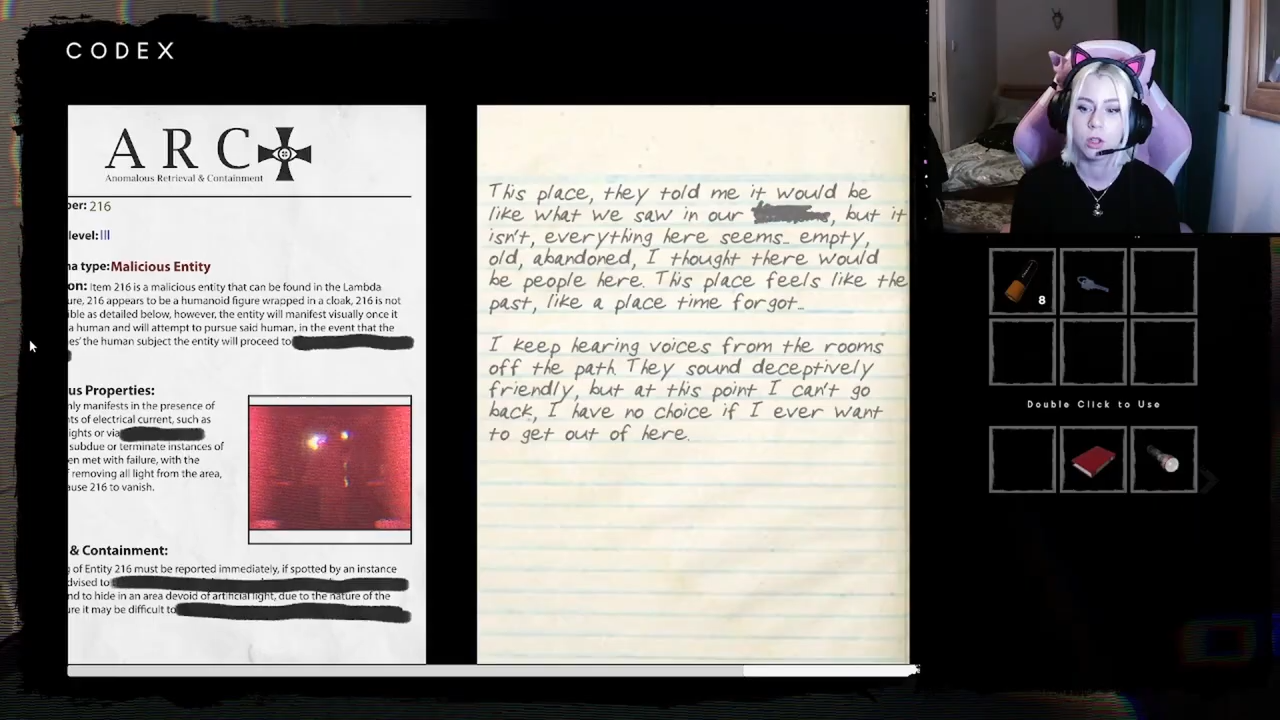 CODEX
ARC
Anomalous Retrieval & Containment
ber: 216
level: III
na type: Malicious Entity
on: Item 216 is a malicious entity that can be found in the Lambda
ure, 216 appears to be a humanoid figure wrapped in a cloak, 216 is not
ible as detailed below, however, the entity will manifest visually once it
a human and will attempt to pursue said human, in the event that the
es' the human subject the entity will proceed to
us Properties:
nly manifests in the presence of
nts of electrical current, such as
ights or via
subdue or terminate instances of
en met with failure, with the
removing all light from the area,
ause 216 to vanish.
& Containment:
g of Entity 216 must be reported immediately, if spotted by an instance
dvised to
nd to hide in an area devoid of artificial light, due to the nature of the
ure it may be difficult to
This place, they told me it would be
like what we saw in our , but it
isn't, everything here seems.. empty,
old, abandoned, I thought there would
be people here. This place feels like the
past, like a place time forgot..
I keep hearing voices from the rooms
off the path. They sound deceptively
friendly, but at this point I can't go
back, I have no choice if I ever want
to get out of here.
8
Double Click to Use